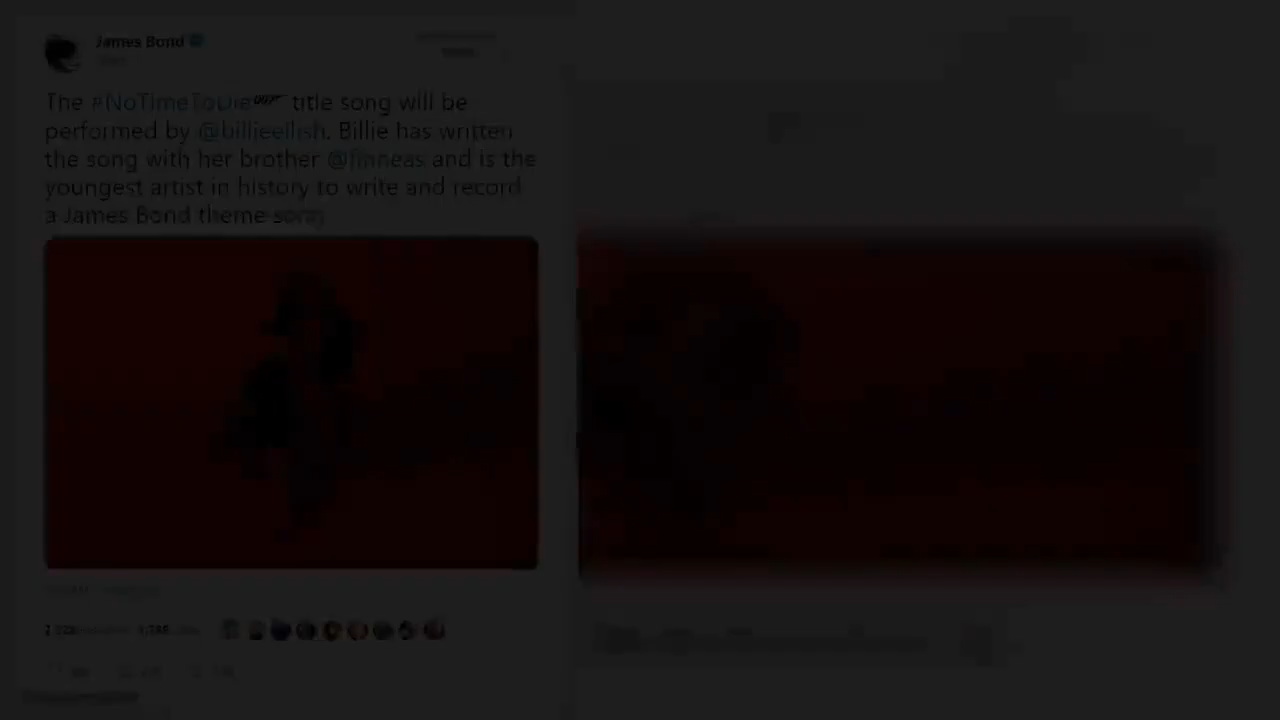 James Bond
The #NoTimeToDie 007 title song will be
performed by @billieeilish. Billie has written
the song with her brother @finneas and is the
youngest artist in history to write and record
a James Bond theme song